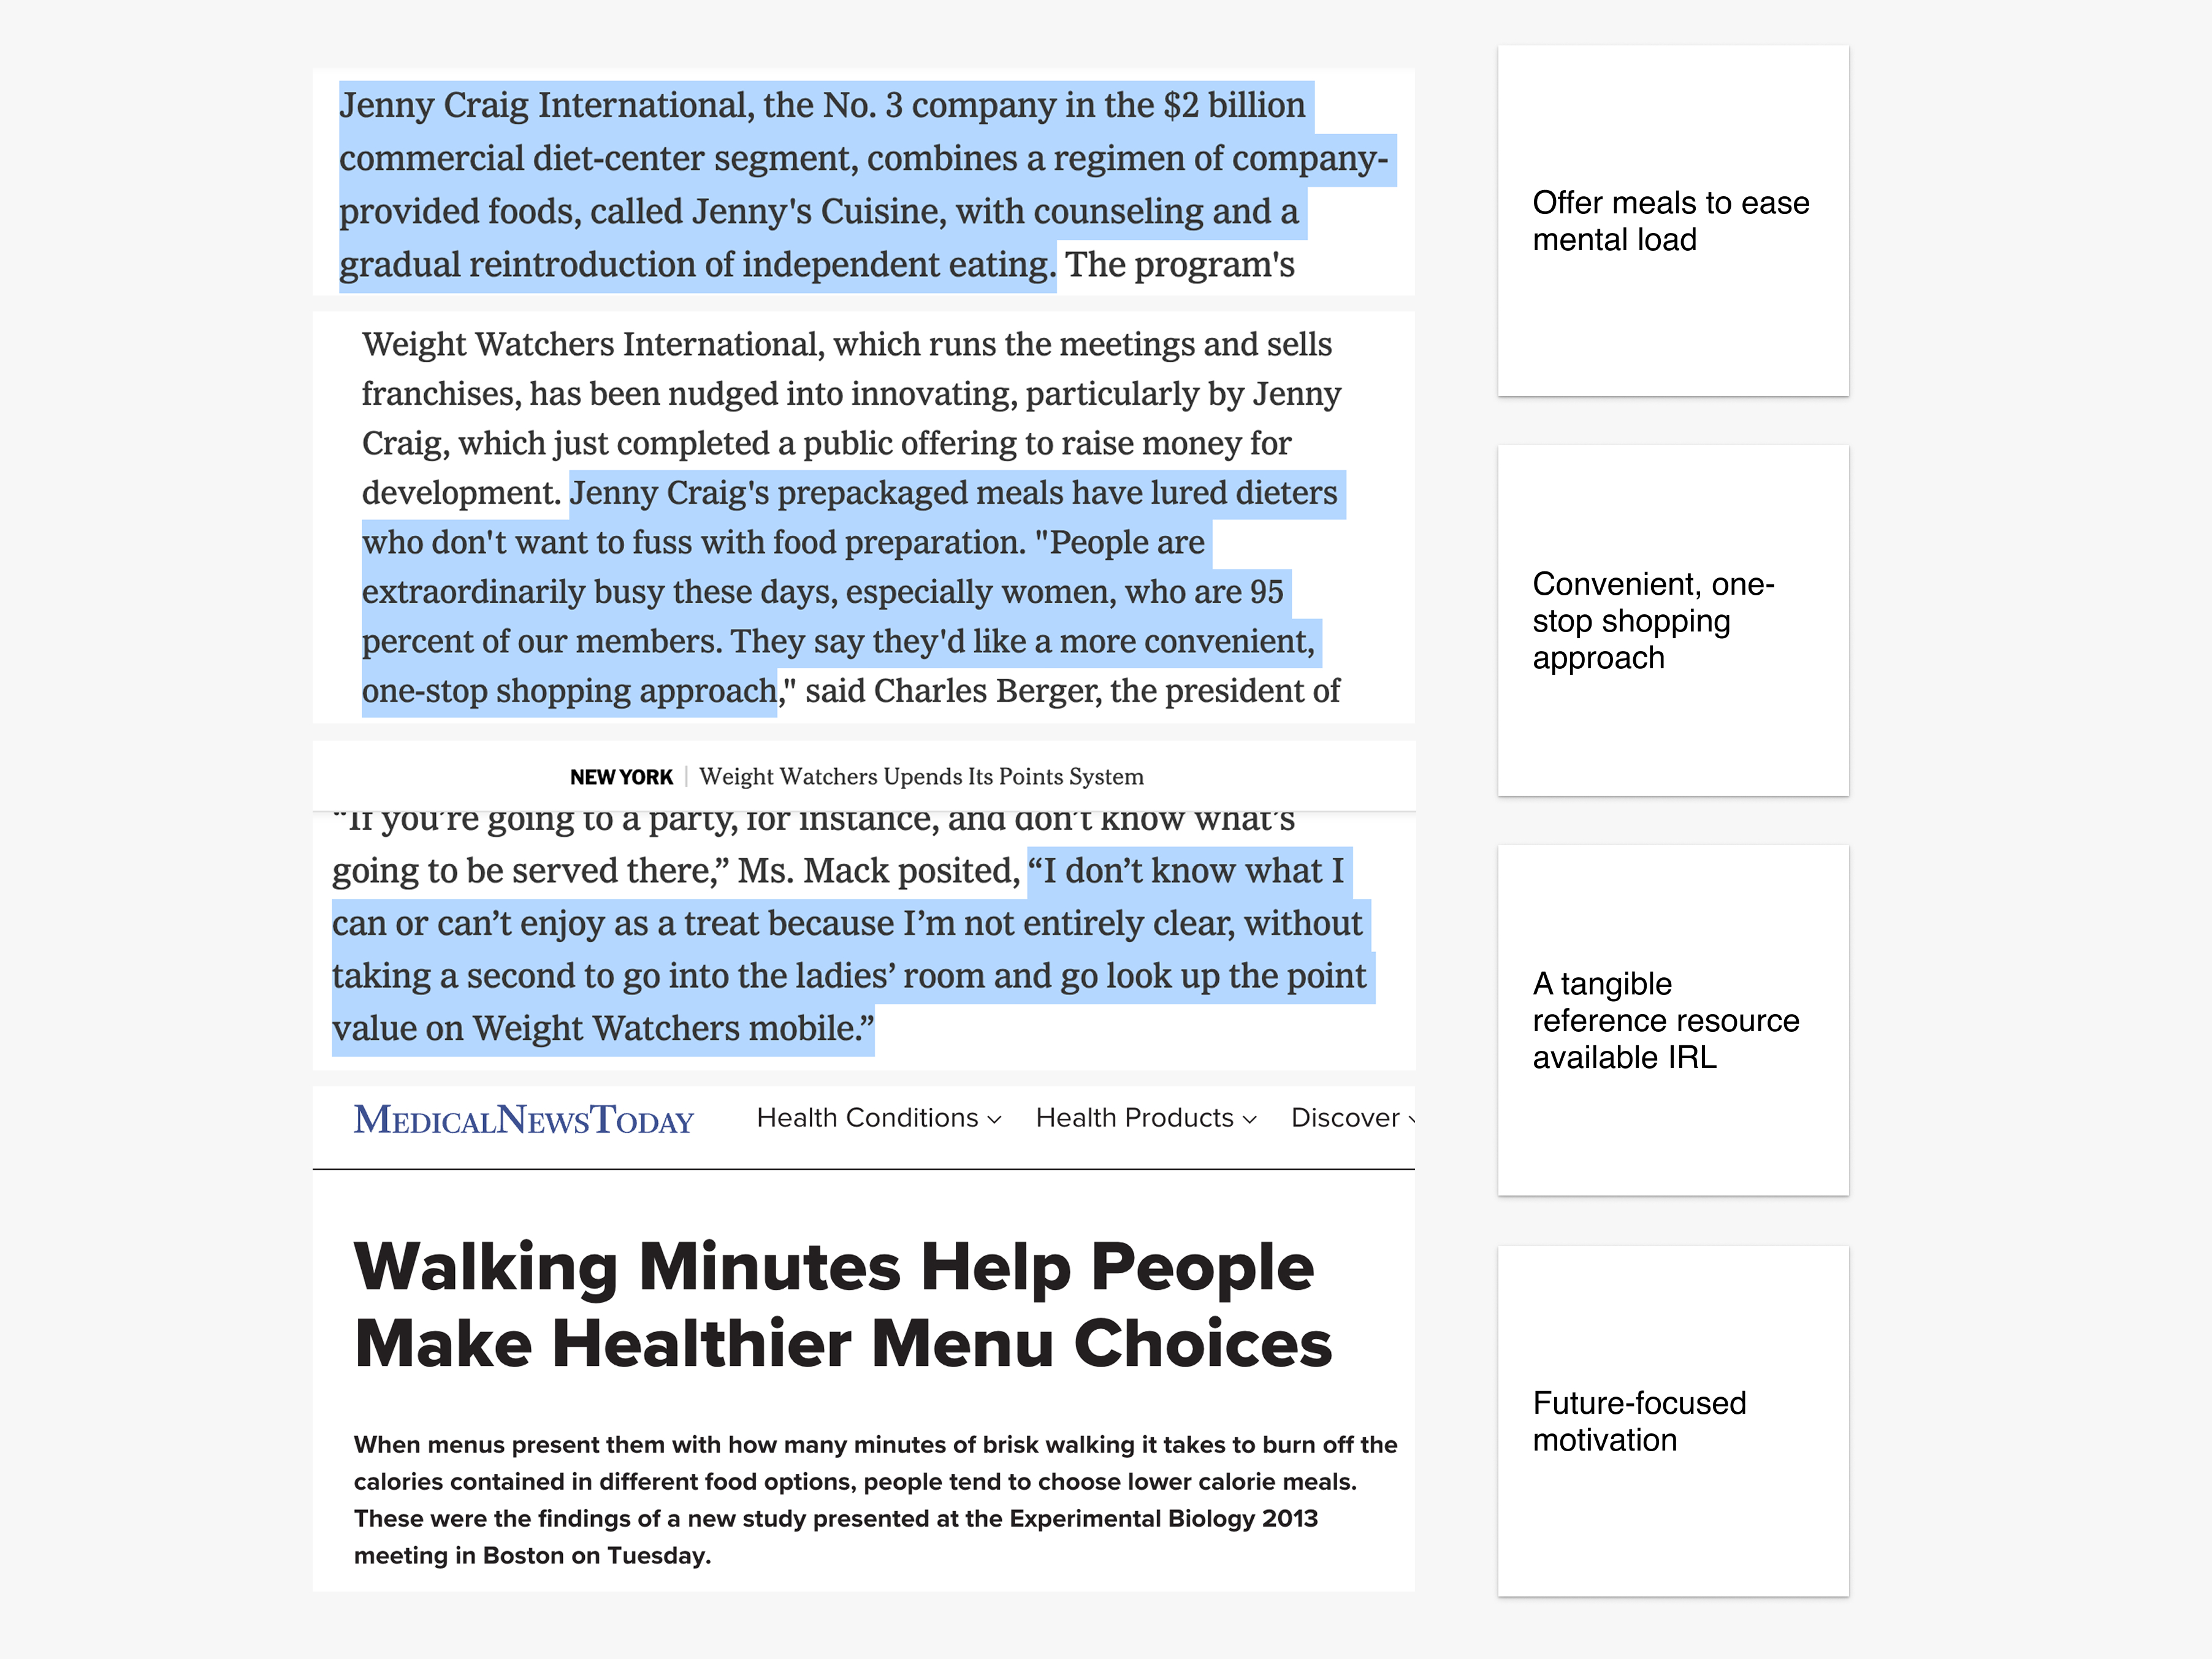 Jenny Craig International, the No. 3 company in the $2 billion
commercial diet-center segment, combines a regimen of company-
provided foods, called Jenny's Cuisine, with counseling and a
gradual reintroduction of independent eating. The program's
Offer meals to ease
mental load
Weight Watchers International, which runs the meetings and sells
franchises, has been nudged into innovating, particularly by Jenny
Craig, which just completed a public offering to raise money for
development. Jenny Craig's prepackaged meals have lured dieters
who don't want to fuss with food preparation. "People are
extraordinarily busy these days, especially women, who are 95
percent of our members. They say they'd like a more convenient,
one-stop shopping approach," said Charles Berger, the president of
Convenient, one-
stop shopping
approach
NEW YORK | Weight Watchers Upends Its Points System
“If you’re going to a party, for instance, and don’t know what’s
going to be served there,” Ms. Mack posited, “I don’t know what I
can or can’t enjoy as a treat because I’m not entirely clear, without
taking a second to go into the ladies’ room and go look up the point
value on Weight Watchers mobile.”
A tangible
reference resource
available IRL
MEDICALNEWSTODAY Health Conditions Health Products Discover
Walking Minutes Help People
Make Healthier Menu Choices
When menus present them with how many minutes of brisk walking it takes to burn off the
calories contained in different food options, people tend to choose lower calorie meals.
These were the findings of a new study presented at the Experimental Biology 2013
meeting in Boston on Tuesday.
Future-focused
motivation